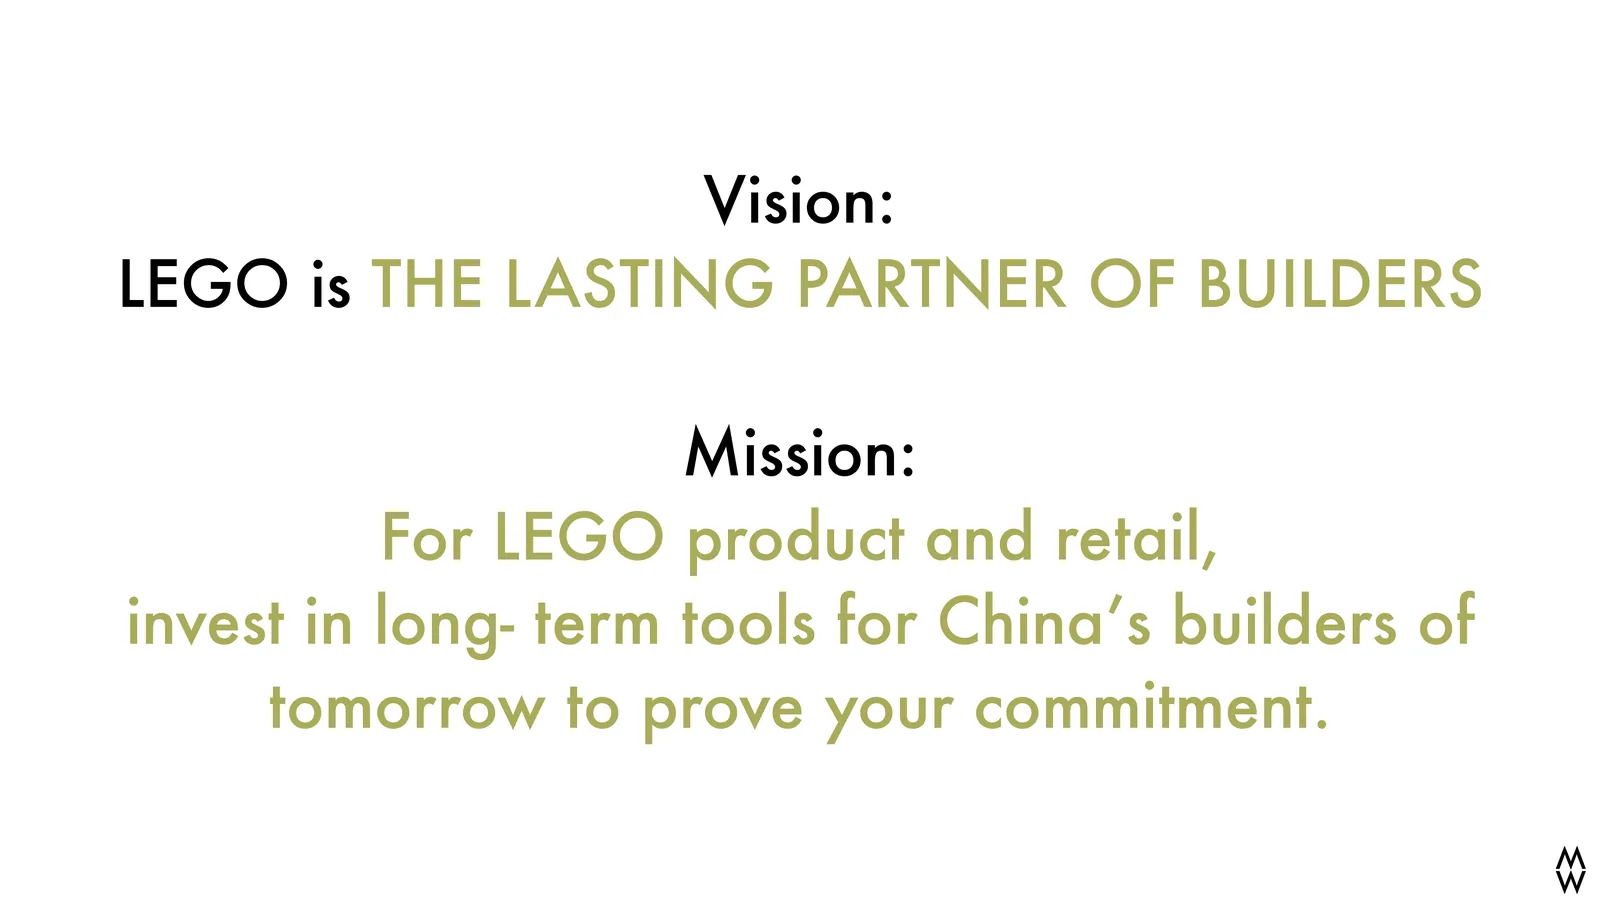 Vision:
LEGO is THE LASTING PARTNER OF BUILDERS
Mission:
For LEGO product and retail,
invest in long- term tools for China’s builders of
tomorrow to prove your commitment.
M
W